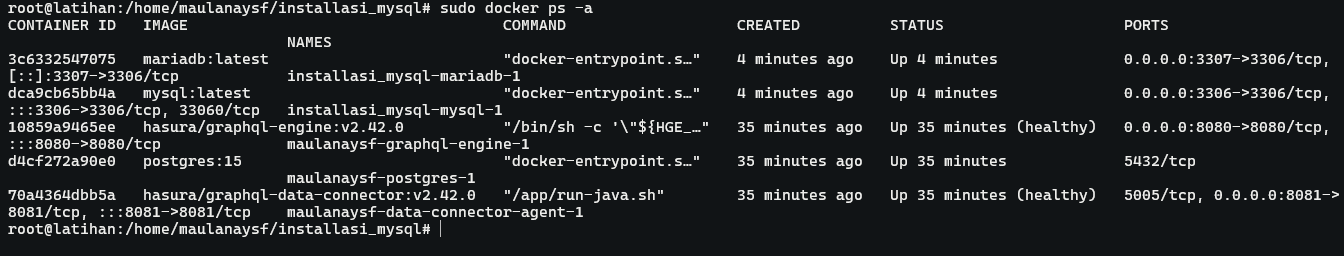 root@latihan:/home/maulanaysf/installasi_mysql# sudo docker ps -a
CONTAINER ID   IMAGE                                   COMMAND                   CREATED          STATUS                    PORTS
                               NAMES
3c6332547075   mariadb:latest                          "docker-entrypoint.s…"    4 minutes ago    Up 4 minutes              0.0.0.0:3307->3306/tcp,
[::]:3307->3306/tcp            installasi_mysql-mariadb-1
dca9cb65bb4a   mysql:latest                            "docker-entrypoint.s…"    4 minutes ago    Up 4 minutes              0.0.0.0:3306->3306/tcp,
:::3306->3306/tcp, 33060/tcp   installasi_mysql-mysql-1
10859a9465ee   hasura/graphql-engine:v2.42.0           "/bin/sh -c '\"${HGE_…"   35 minutes ago   Up 35 minutes (healthy)   0.0.0.0:8080->8080/tcp,
:::8080->8080/tcp              maulanaysf-graphql-engine-1
d4cf272a90e0   postgres:15                             "docker-entrypoint.s…"    35 minutes ago   Up 35 minutes             5432/tcp
                               maulanaysf-postgres-1
70a4364dbb5a   hasura/graphql-data-connector:v2.42.0   "/app/run-java.sh"        35 minutes ago   Up 35 minutes (healthy)   5005/tcp, 0.0.0.0:8081->
8081/tcp, :::8081->8081/tcp    maulanaysf-data-connector-agent-1
root@latihan:/home/maulanaysf/installasi_mysql#